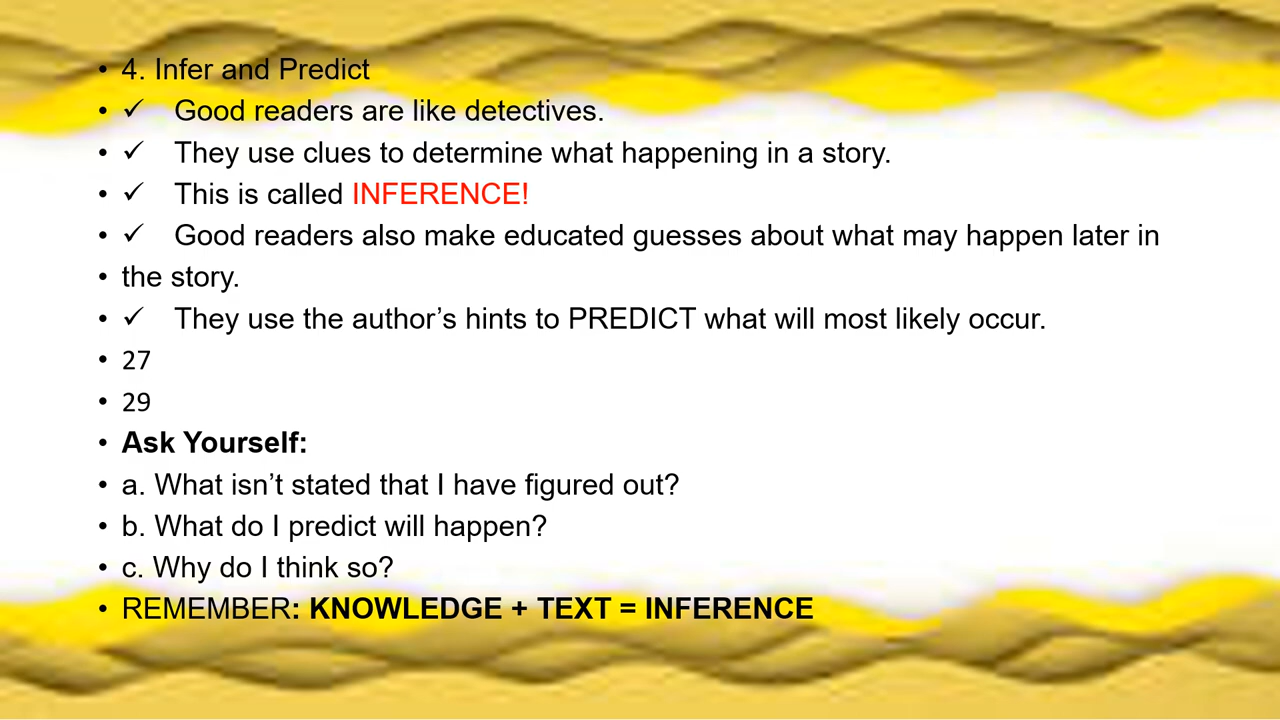 • 4. Infer and Predict
• ✓ Good readers are like detectives.
• ✓ They use clues to determine what happening in a story.
• ✓ This is called INFERENCE!
• ✓ Good readers also make educated guesses about what may happen later in
• the story.
• ✓ They use the author’s hints to PREDICT what will most likely occur.
• 27
• 29
• Ask Yourself:
• a. What isn’t stated that I have figured out?
• b. What do I predict will happen?
• c. Why do I think so?
• REMEMBER: KNOWLEDGE + TEXT = INFERENCE